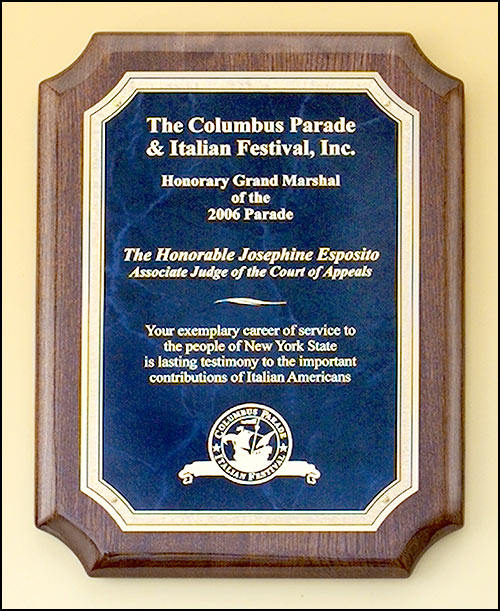 The Columbus Parade
& Italian Festival, Inc.
Honorary Grand Marshal
of the
2006 Parade
The Honorable Josephine Esposito
Associate Judge of the Court of Appeals
Your exemplary career of service to
the people of New York State
is lasting testimony to the important
contributions of Italian Americans
COLUMBUS PARADE
ITALIAN FESTIVAL